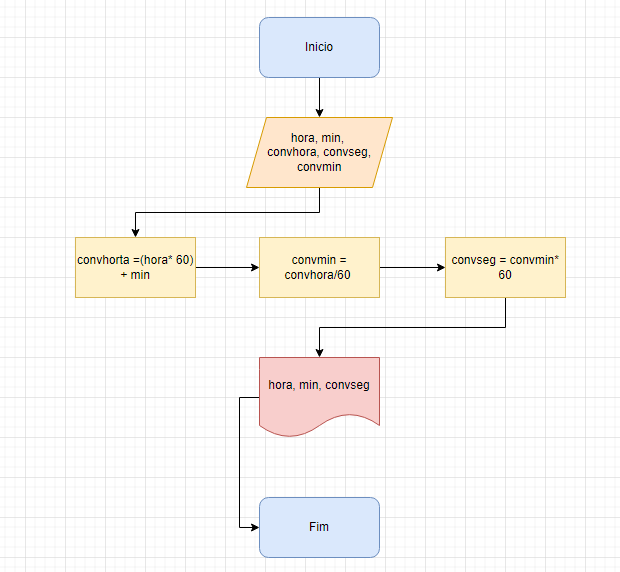 Inicio
hora, min,
convhora, convseg,
convmin
convhorta =(hora* 60)
+ min
convmin =
convhora/60
convseg = convmin*
60
hora, min, convseg
Fim